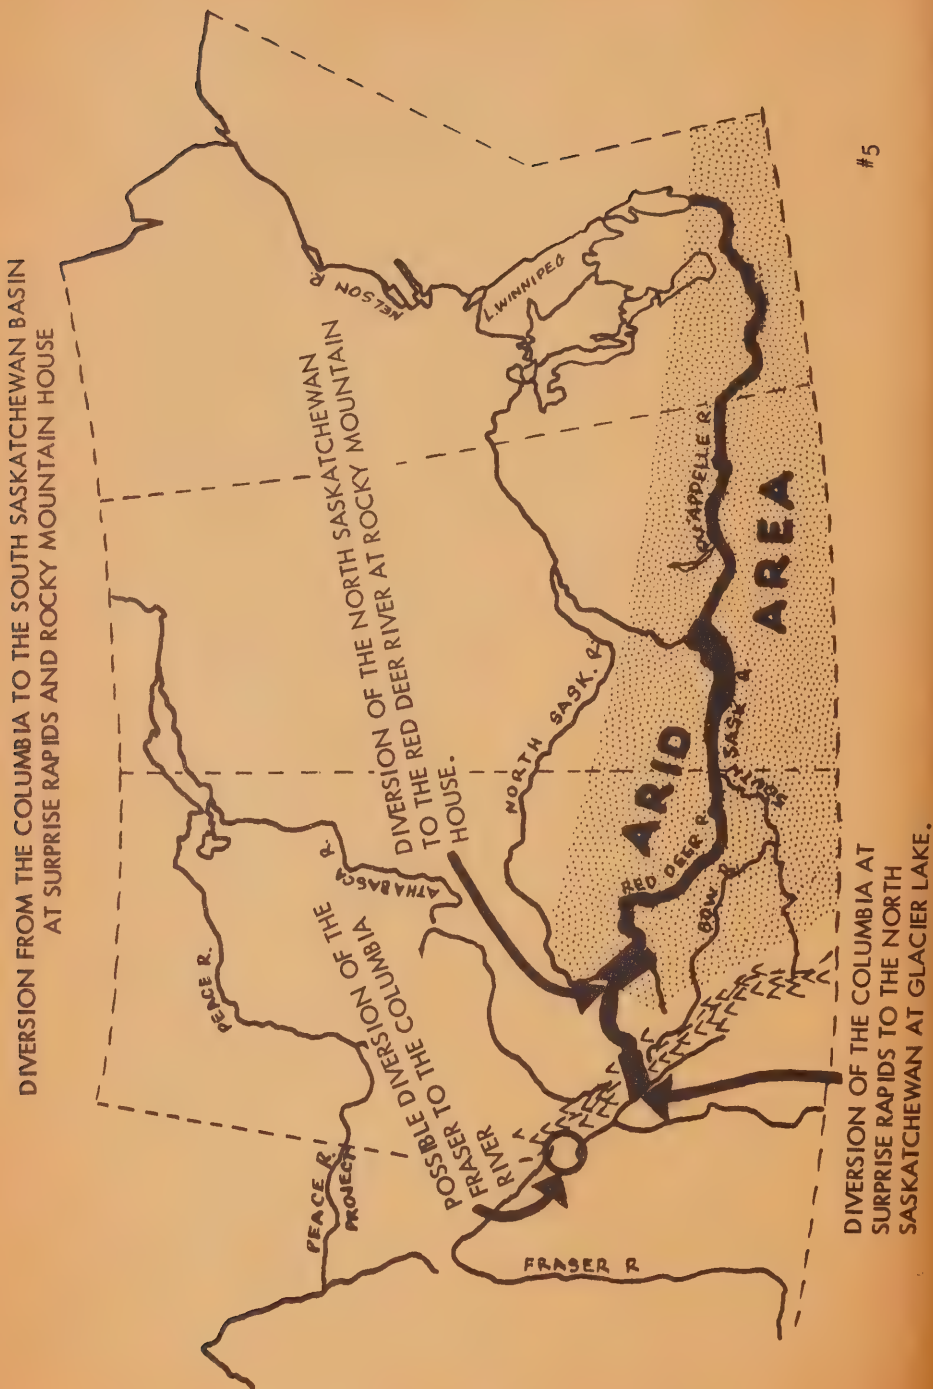 DIVERSION FROM THE COLUMBIA TO THE SOUTH SASKATCHEWAN BASIN
AT SURPRISE RAPIDS AND ROCKY MOUNTAIN HOUSE
PEACE R.
PROJECT
PEACE R.
ATHABASCA R.
NELSON R.
L. WINNIPEG
POSSIBLE DIVERSION OF THE
FRASER TO THE COLUMBIA
RIVER
DIVERSION OF THE NORTH SASKATCHEWAN
TO THE RED DEER RIVER AT ROCKY MOUNTAIN
HOUSE.
FRASER R
NORTH SASK. R.
RED DEER R.
BOW R.
SOUTH SASK R
QU'APPELLE R.
ARID
AREA
DIVERSION OF THE COLUMBIA AT
SURPRISE RAPIDS TO THE NORTH
SASKATCHEWAN AT GLACIER LAKE.
#5